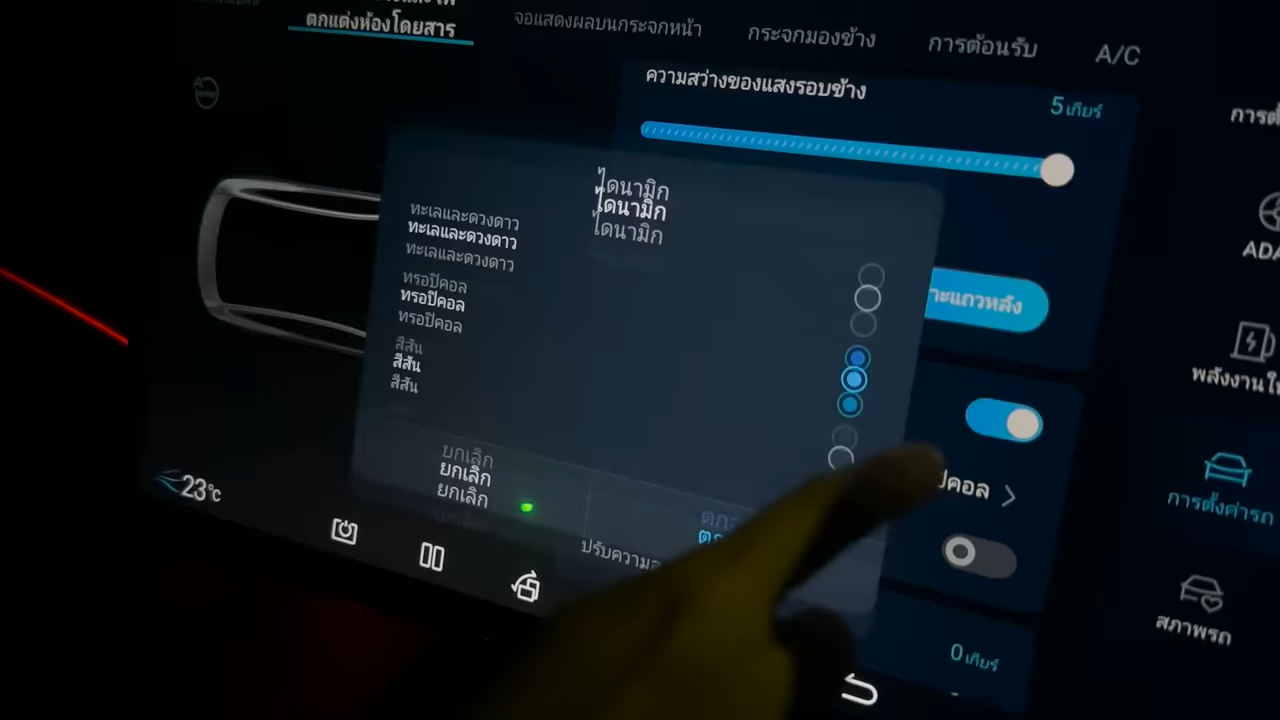 ตกแต่งห้องโดยสาร
จอแสดงผลบนกระจกหน้า
กระจกมองข้าง
การต้อนรับ
A/C
ความสว่างของแสงรอบข้าง
5 เกียร์
ไดนามิก
ไดนามิก
ไดนามิก
ทะเลและดวงดาว
ทะเลและดวงดาว
ทะเลและดวงดาว
ทรอปิคอล
ทรอปิคอล
ทรอปิคอล
สีสัน
สีสัน
สีสัน
ยกเลิก
ยกเลิก
ยกเลิก
23°c
0 เกียร์
การตั้งค่ารถ
สภาพรถ